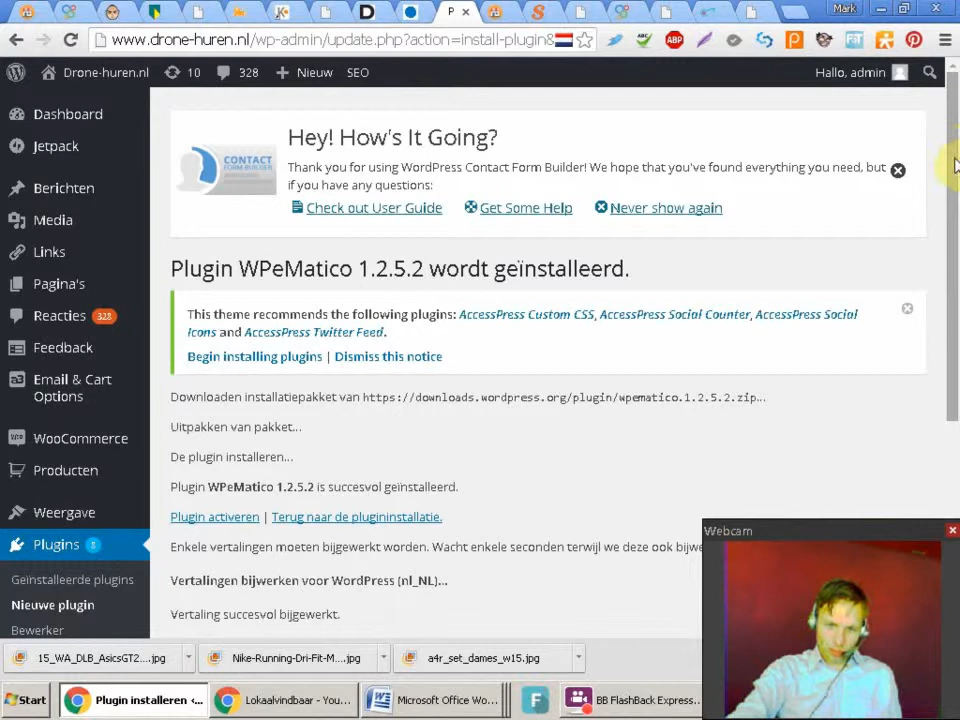 P
Mark
www.drone-huren.nl/wp-admin/update.php?action=install-plugin&
ABP
Drone-huren.nl
10
328
Nieuw
SEO
Hallo, admin
Dashboard
Jetpack
Berichten
Media
Links
Pagina's
Reacties 328
Feedback
Email & Cart
Options
WooCommerce
Producten
Weergave
Plugins 8
Geïnstalleerde plugins
Nieuwe plugin
Bewerker
CONTACT
FORM BUILDER
Hey! How's It Going?
Thank you for using WordPress Contact Form Builder! We hope that you've found everything you need, but
if you have any questions:
Check out User Guide
Get Some Help
Never show again
Plugin WPeMatico 1.2.5.2 wordt geïnstalleerd.
This theme recommends the following plugins: AccessPress Custom CSS, AccessPress Social Counter, AccessPress Social
Icons and AccessPress Twitter Feed.
Begin installing plugins | Dismiss this notice
Downloaden installatiepakket van https://downloads.wordpress.org/plugin/wpematico.1.2.5.2.zip…
Uitpakken van pakket…
De plugin installeren…
Plugin WPeMatico 1.2.5.2 is succesvol geïnstalleerd.
Plugin activeren | Terug naar de plugininstallatie.
Enkele vertalingen moeten bijgewerkt worden. Wacht enkele seconden terwijl we deze ook bijwe
Vertalingen bijwerken voor WordPress (nl_NL)…
Vertaling succesvol bijgewerkt.
Webcam
15_WA_DLB_AsicsGT2....jpg
Nike-Running-Dri-Fit-M....jpg
a4r_set_dames_w15.jpg
Start
Plugin installeren ‹...
Lokaalvindbaar - You...
Microsoft Office Wo...
F
BB FlashBack Express...